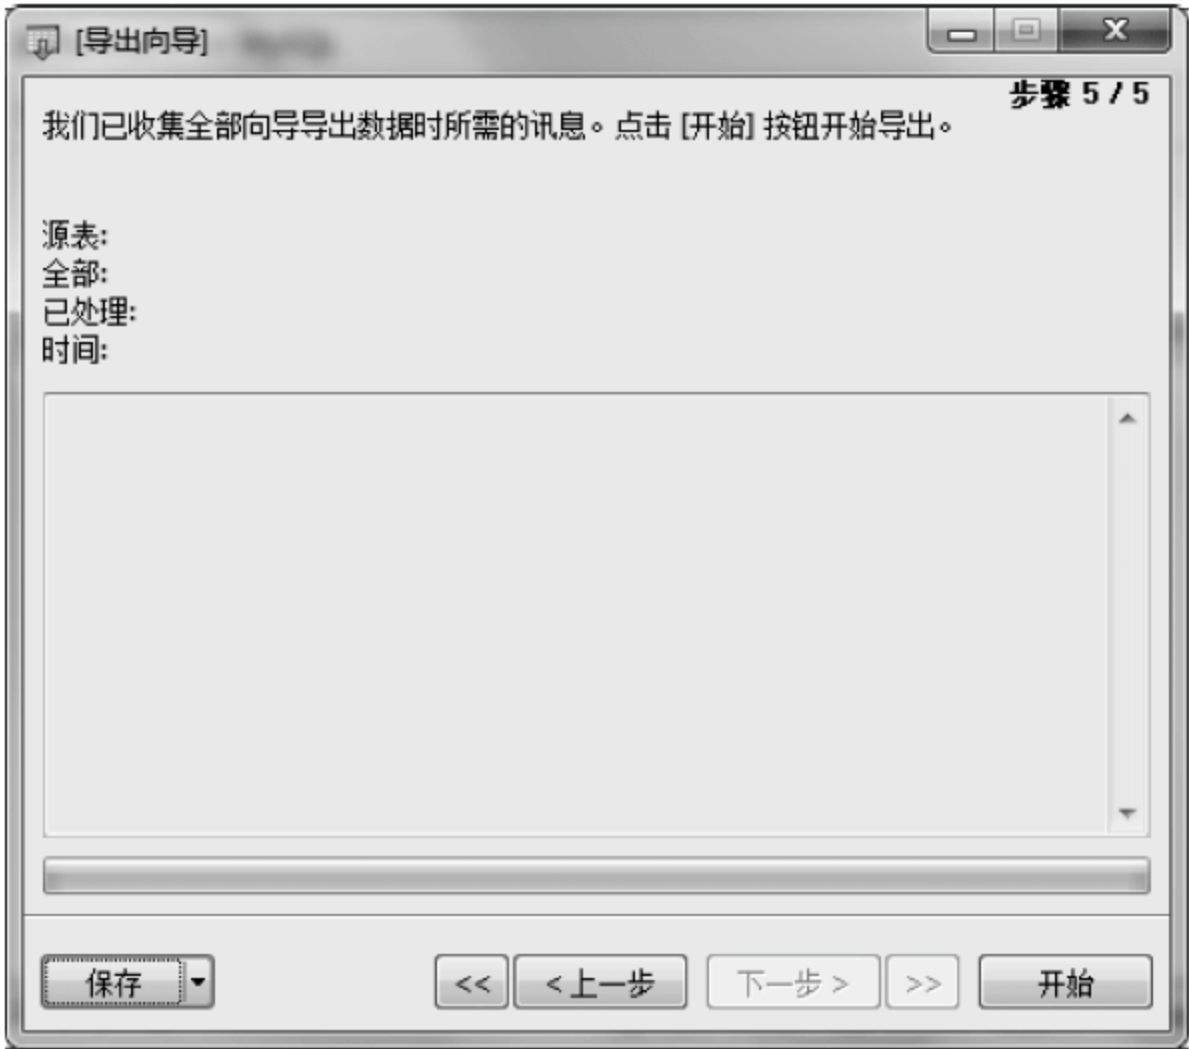 [导出向导]
步骤 5 / 5
我们已收集全部向导导出数据时所需的讯息。点击 [开始] 按钮开始导出。
源表:
全部:
已处理:
时间:
保存
<<
< 上一步
下一步 >
>>
开始